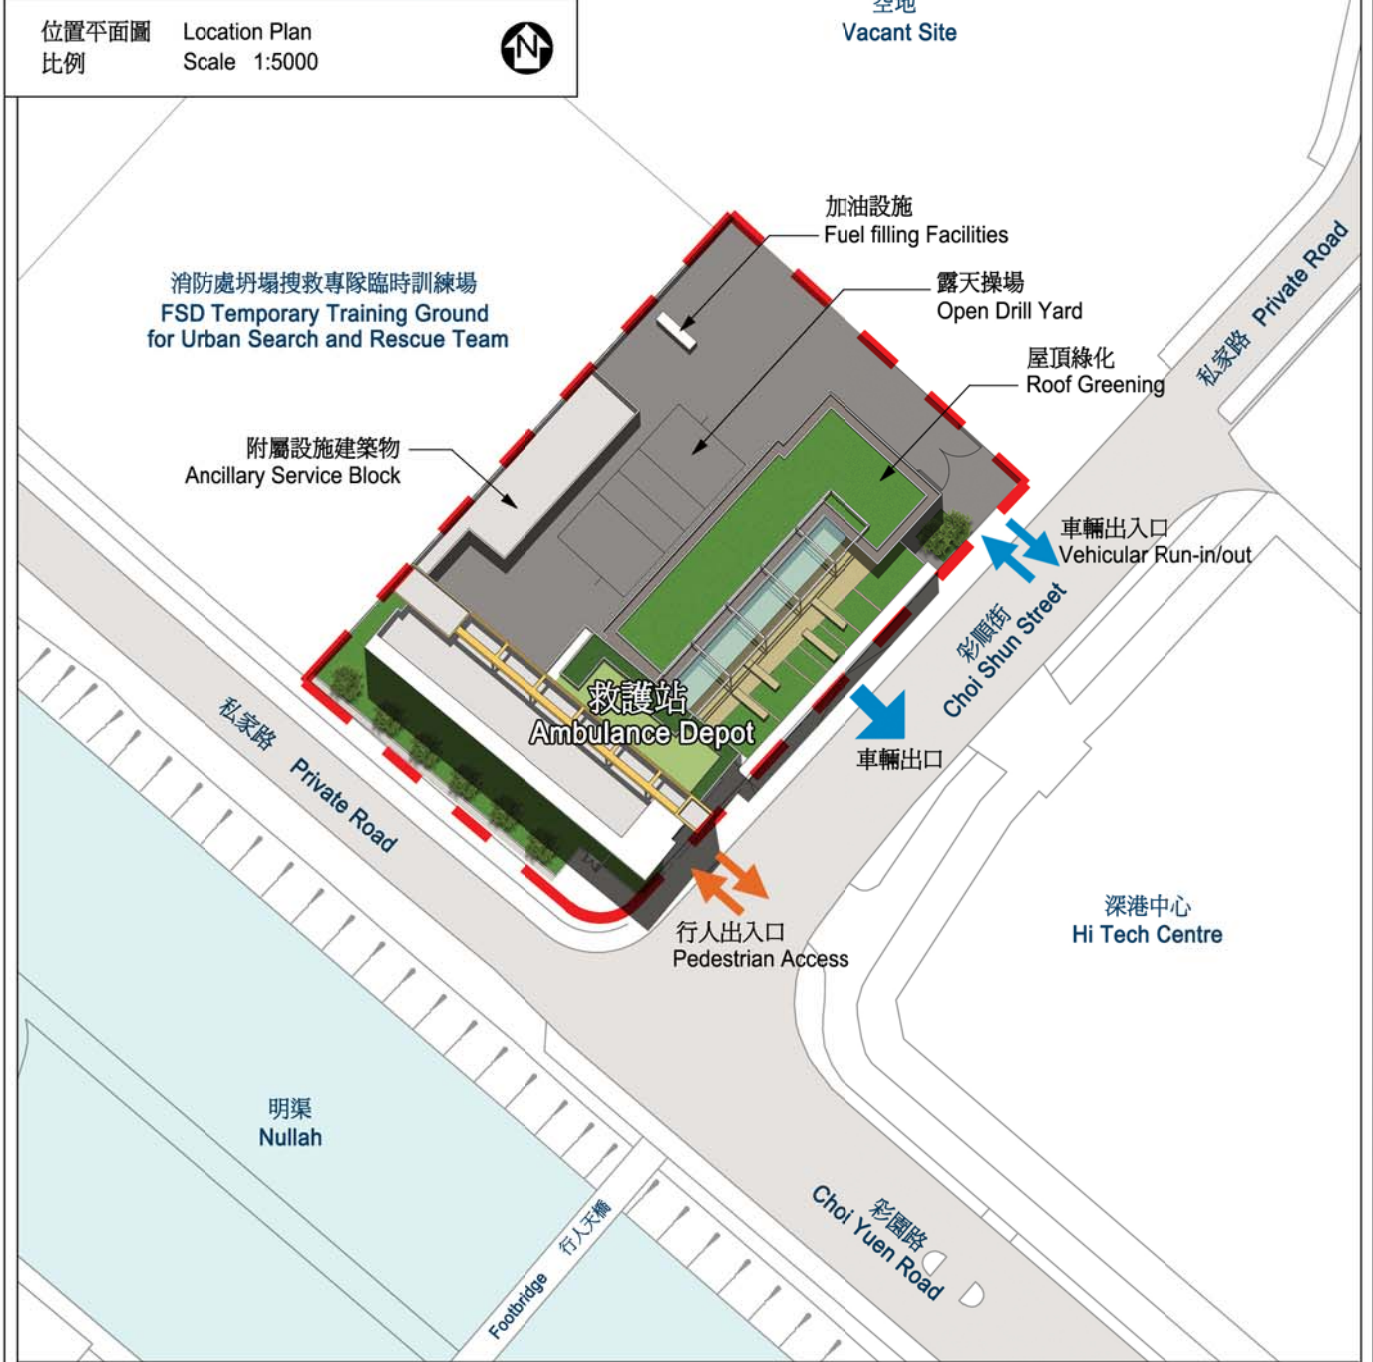 位置平面圖 Location Plan
比例 Scale 1:5000
N
空地
Vacant Site
加油設施
Fuel filling Facilities
消防處坍塌搜救專隊臨時訓練場
FSD Temporary Training Ground
for Urban Search and Rescue Team
露天操場
Open Drill Yard
屋頂綠化
Roof Greening
私家路 Private Road
附屬設施建築物
Ancillary Service Block
車輛出入口
Vehicular Run-in/out
彩順街
Choi Shun Street
救護站
Ambulance Depot
車輛出口
私家路 Private Road
行人出入口
Pedestrian Access
深港中心
Hi Tech Centre
明渠
Nullah
彩園路
Choi Yuen Road
Footbridge 行人天橋